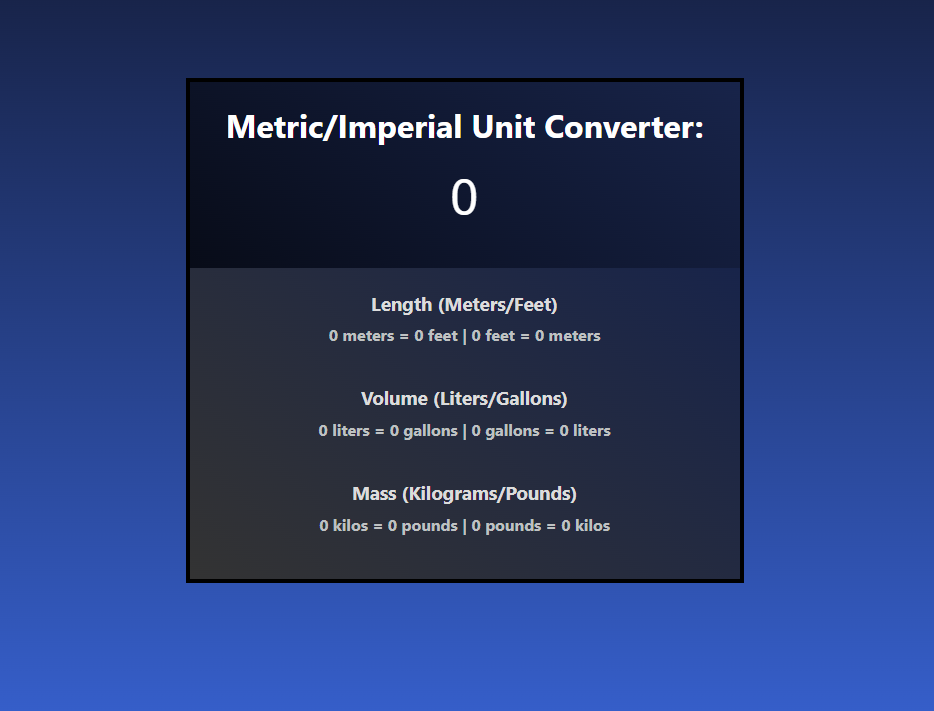 Metric/Imperial Unit Converter:
0
Length (Meters/Feet)
0 meters = 0 feet | 0 feet = 0 meters
Volume (Liters/Gallons)
0 liters = 0 gallons | 0 gallons = 0 liters
Mass (Kilograms/Pounds)
0 kilos = 0 pounds | 0 pounds = 0 kilos